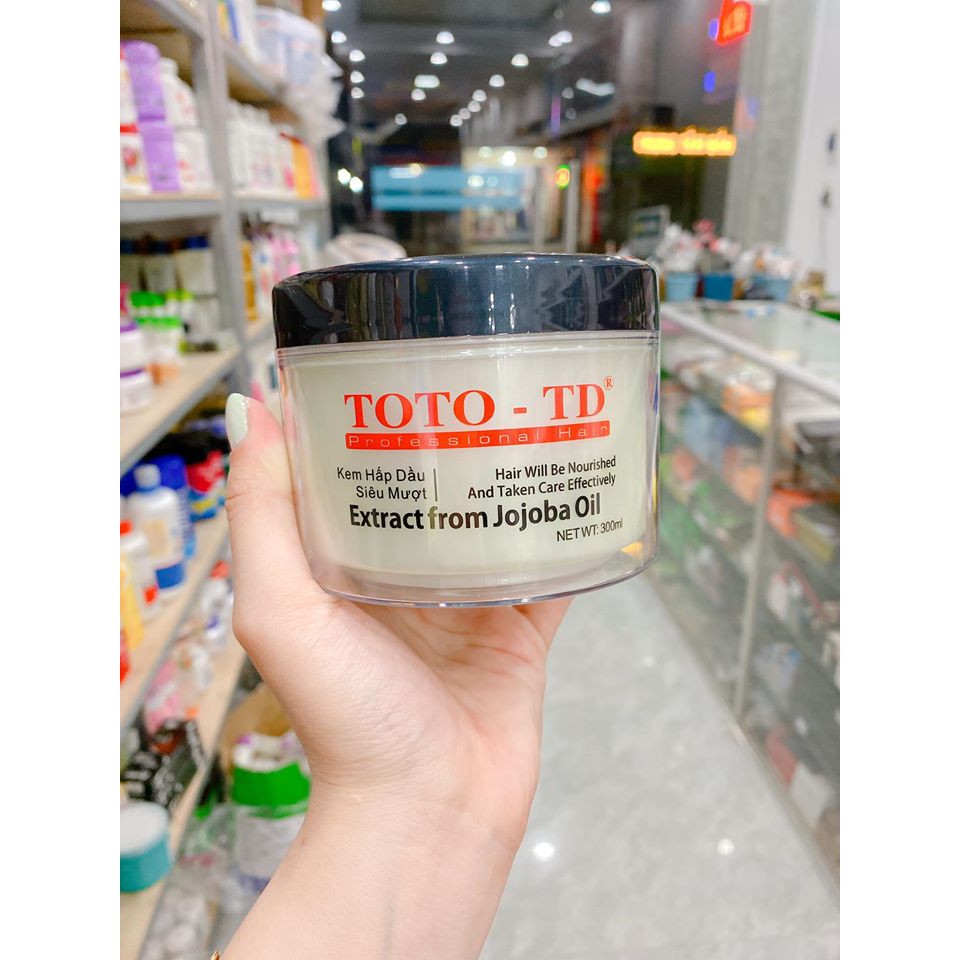 TOTO - TD®
Professional Hair
Kem Hấp Dầu
Siêu Mượt
Hair Will Be Nourished
And Taken Care Effectively
Extract from Jojoba Oil
NET WT: 300ml